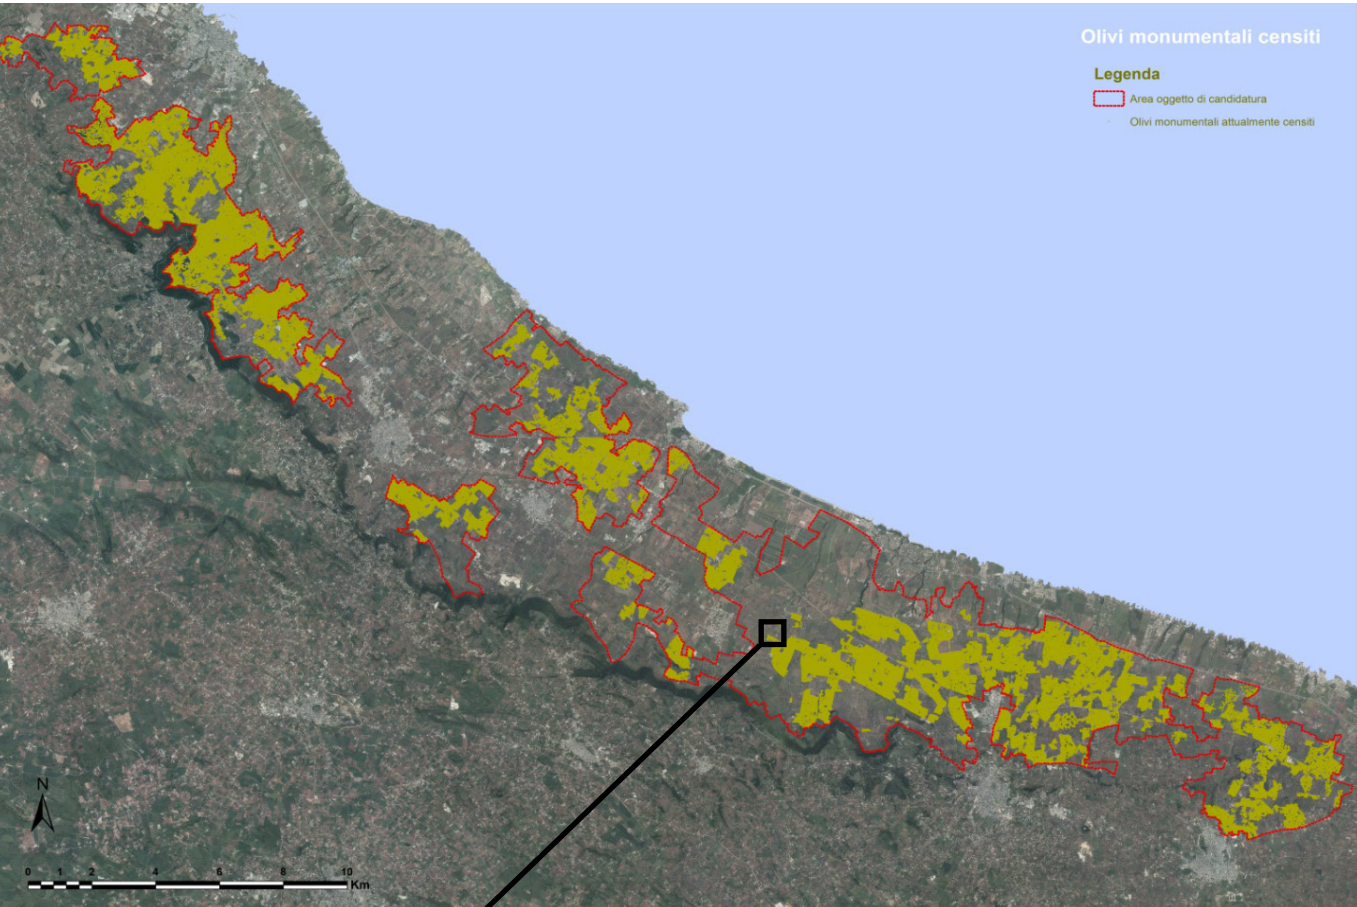 Olivi monumentali censiti
Legenda
Area oggetto di candidatura
Olivi monumentali attualmente censiti
N
0 1 2 4 6 8 10
Km